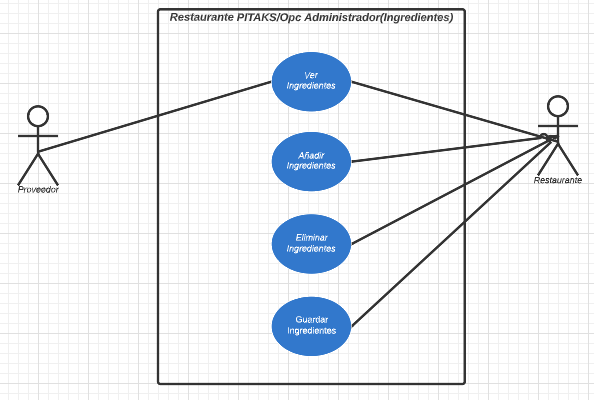 Restaurante PITAKS/Opc Administrador(Ingredientes)
Ver
Ingredientes
Añadir
Ingredientes
Eliminar
Ingredientes
Guardar
Ingredientes
Proveedor
Restaurante